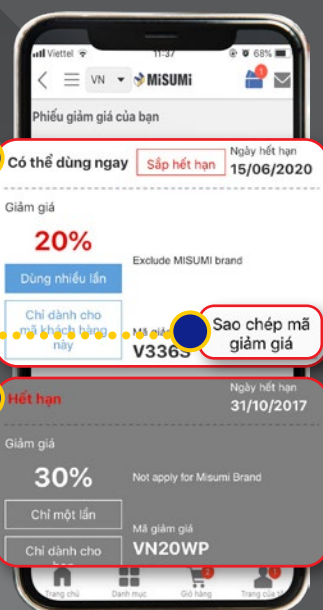 Viettel 11:37 68%
VN MiSUMi
Phiếu giảm giá của bạn
Có thể dùng ngay
Sắp hết hạn
Ngày hết hạn
15/06/2020
Giảm giá
20%
Exclude MISUMI brand
Dùng nhiều lần
Chỉ dành cho
mã khách hàng
này
Mã giảm
V336S
Sao chép mã
giảm giá
Hết hạn
Ngày hết hạn
31/10/2017
Giảm giá
30%
Not apply for Misumi Brand
Chỉ một lần
Mã giảm giá
VN20WP
Chỉ dành cho
Trang chủ
Danh mục
Giỏ hàng
Trang của